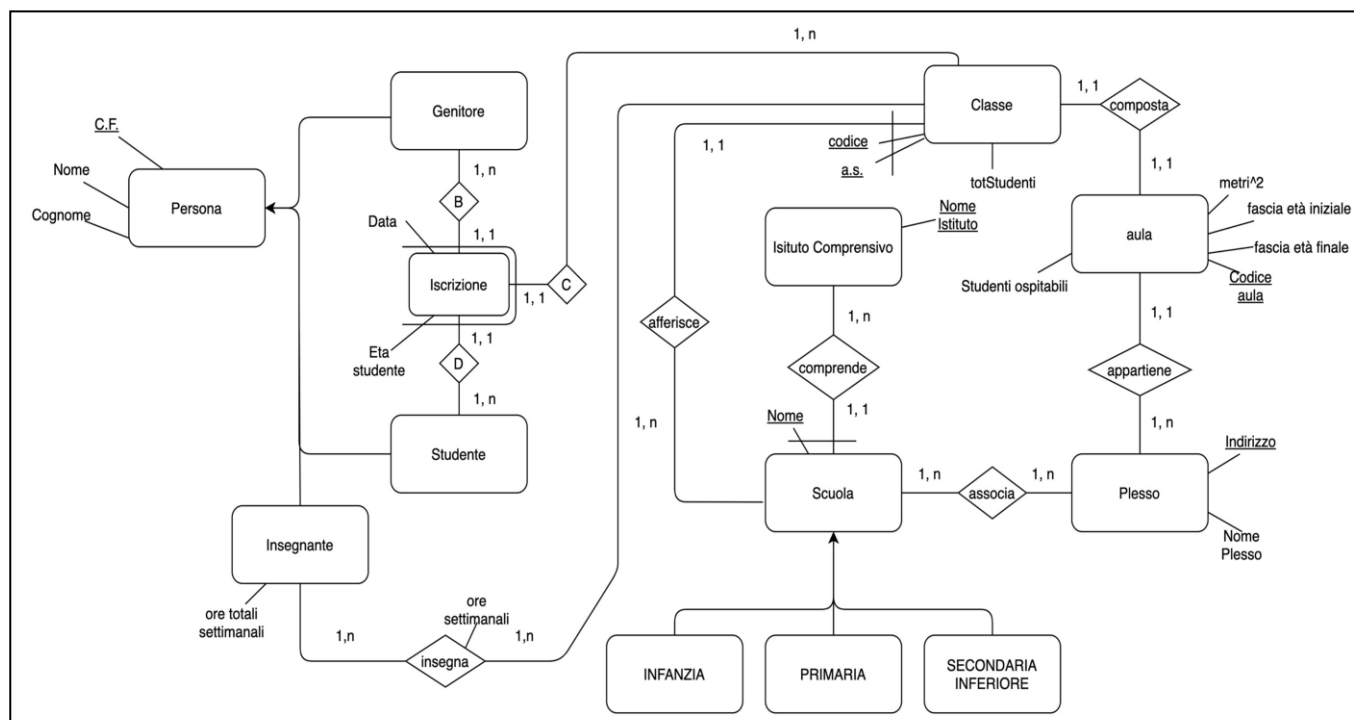 1, n
Genitore
Classe
1, 1
composta
C.F.
Nome
Cognome
Persona
1, n
B
1, 1
codice
a.s.
totStudenti
1, 1
metri^2
fascia età iniziale
fascia età finale
Codice
aula
aula
Studenti ospitabili
Nome
Istituto
Isituto Comprensivo
Data
1, 1
Iscrizione
1, 1
C
1, 1
Eta
studente
D
1, n
Studente
afferisce
1, n
1, n
comprende
1, 1
1, 1
appartiene
1, n
Nome
Scuola
1, n
associa
1, n
Plesso
Indirizzo
Nome
Plesso
Insegnante
ore totali
settimanali
1,n
ore
settimanali
insegna
1,n
INFANZIA
PRIMARIA
SECONDARIA
INFERIORE